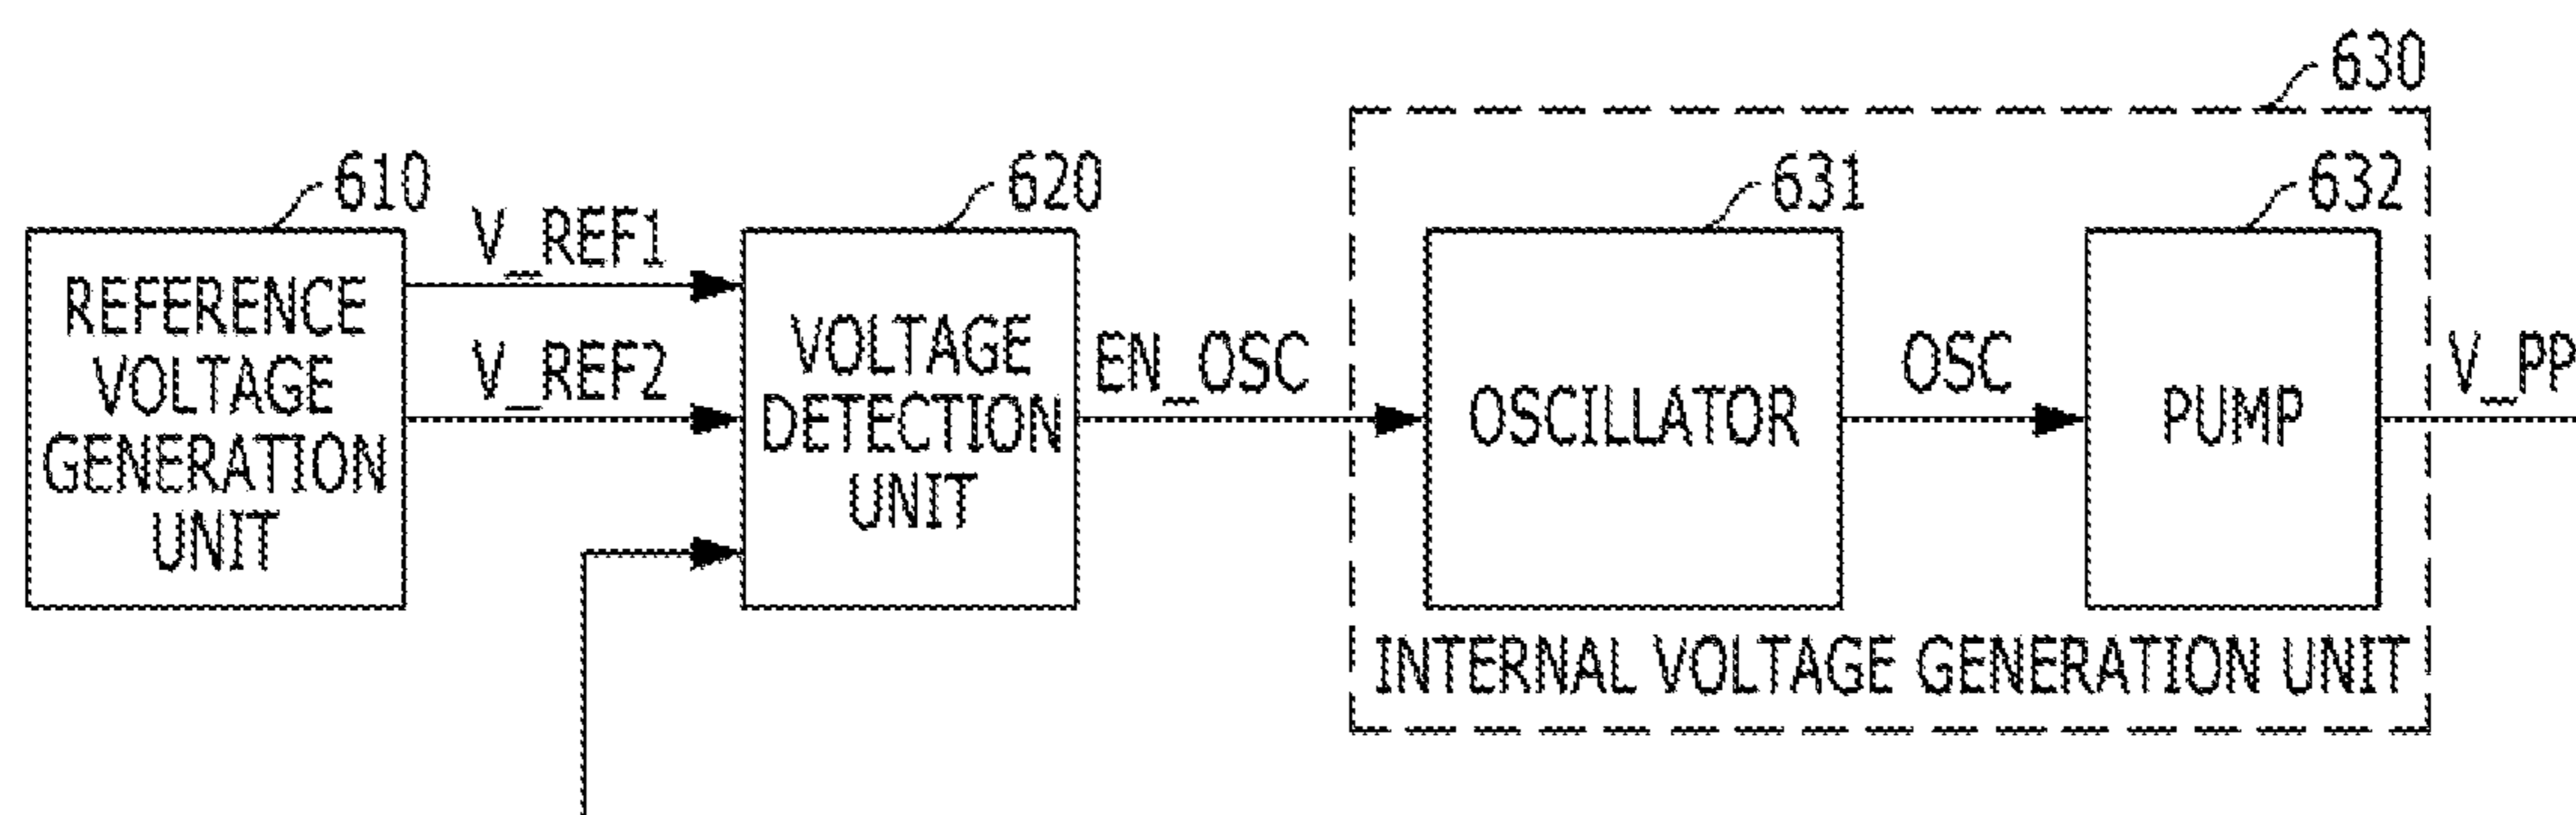 630
610
620
631
632
V_REF1
V_REF2
REFERENCE
VOLTAGE
GENERATION
UNIT
VOLTAGE
DETECTION
UNIT
EN_OSC
OSCILLATOR
OSC
PUMP
V_PP
INTERNAL VOLTAGE GENERATION UNIT